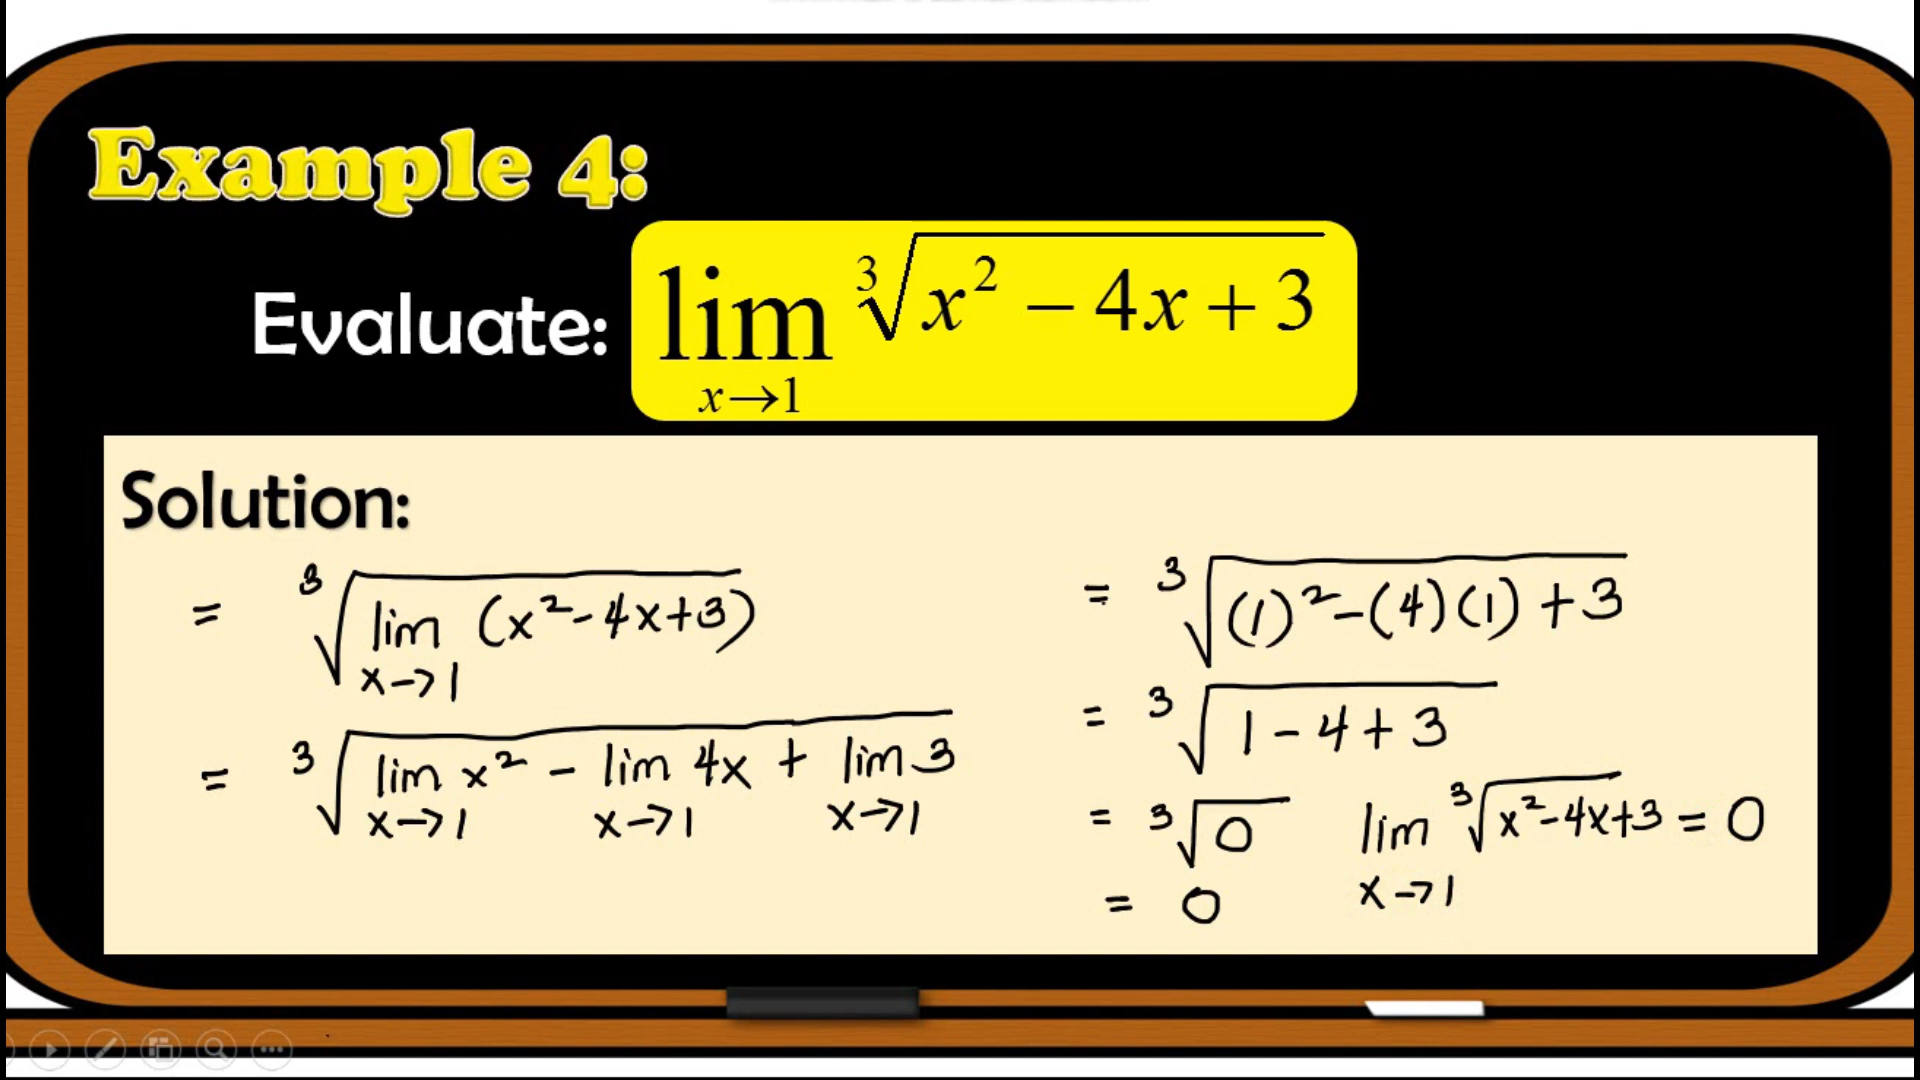 Example 4:
Evaluate: lim x→1 ∛(x² − 4x + 3)
Solution:
= ∛(lim x→1 (x²-4x+3))
= ∛(lim x→1 x² - lim x→1 4x + lim x→1 3)
= ∛((1)²-(4)(1)+3)
= ∛(1-4+3)
= ∛0
= 0
lim x→1 ∛(x²-4x+3) = 0